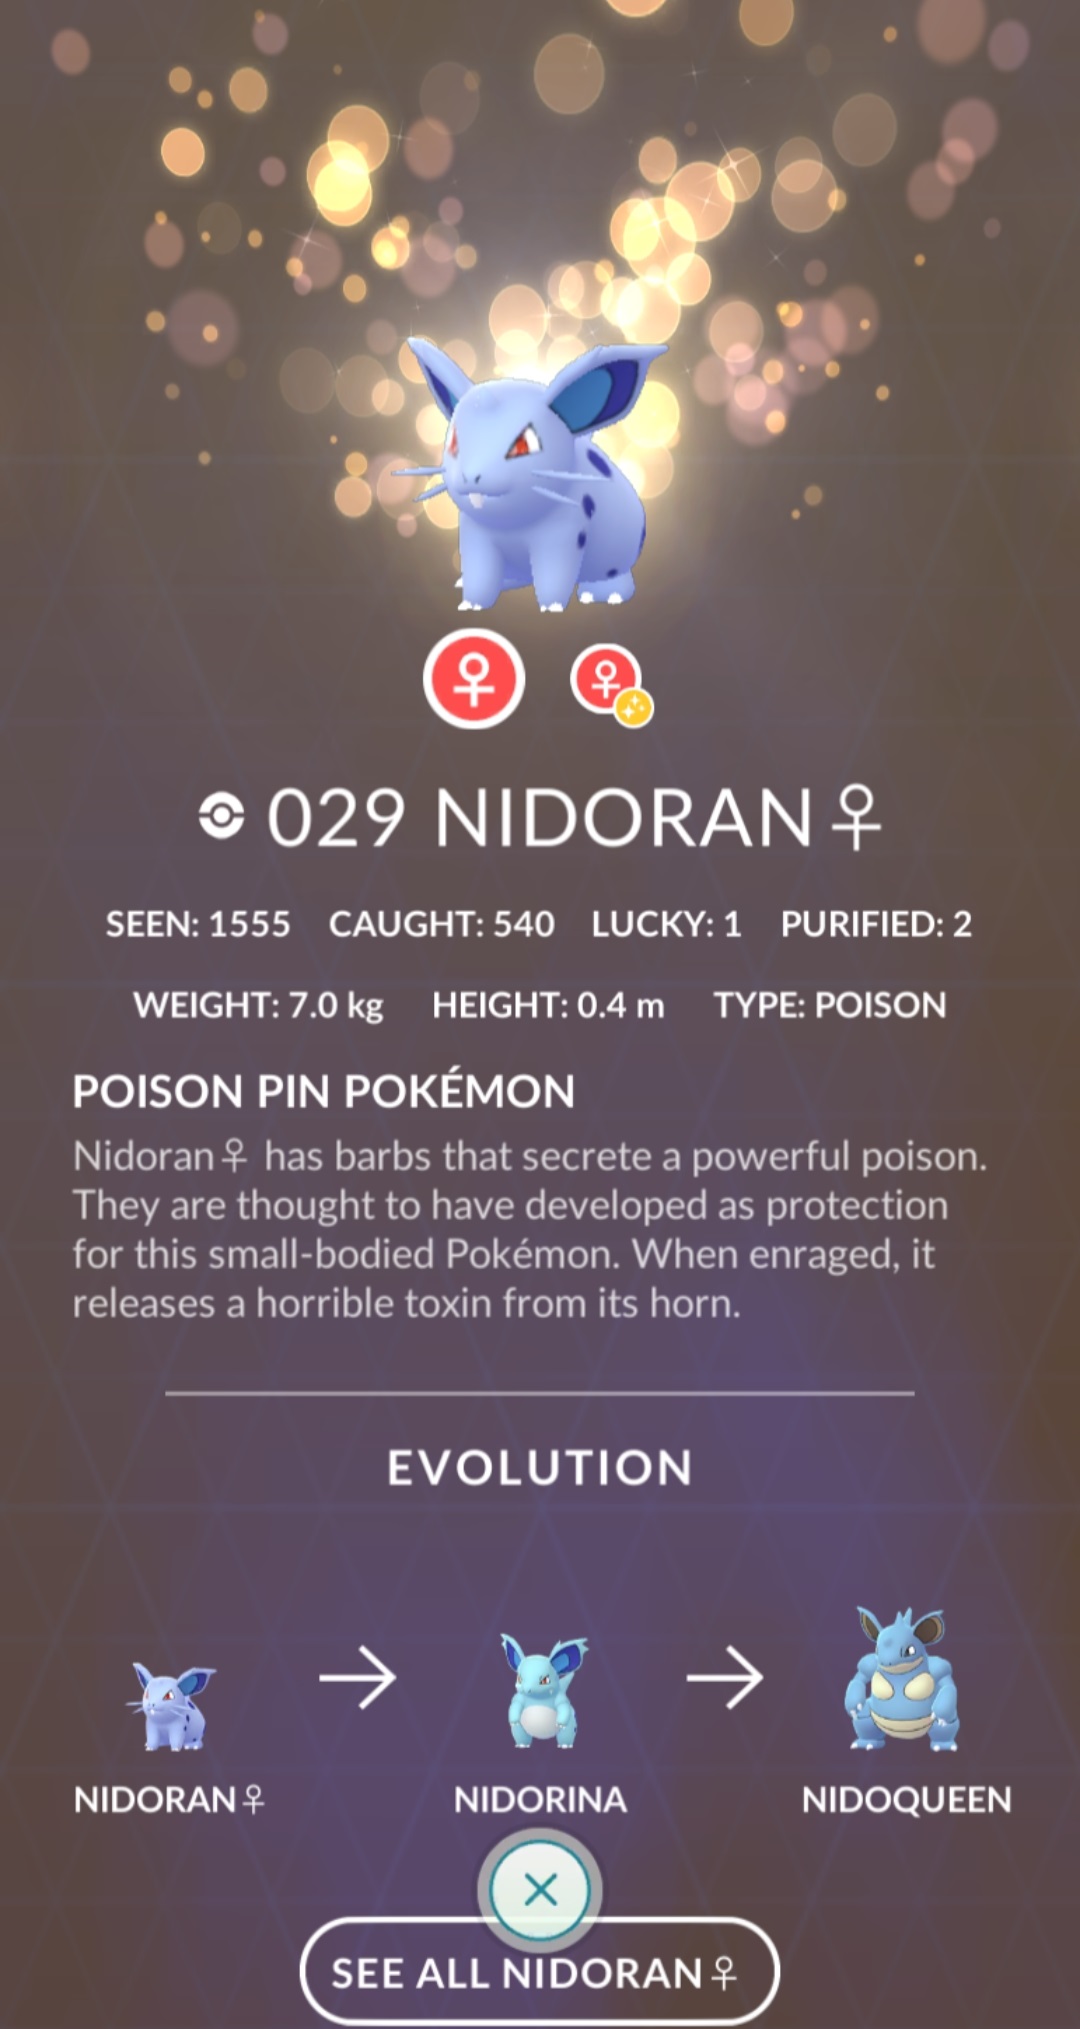 029 NIDORAN♀
SEEN: 1555 CAUGHT: 540 LUCKY: 1 PURIFIED: 2
WEIGHT: 7.0 kg HEIGHT: 0.4 m TYPE: POISON
POISON PIN POKÉMON
Nidoran♀ has barbs that secrete a powerful poison.
They are thought to have developed as protection
for this small-bodied Pokémon. When enraged, it
releases a horrible toxin from its horn.
EVOLUTION
NIDORAN♀ NIDORINA NIDOQUEEN
SEE ALL NIDORAN♀